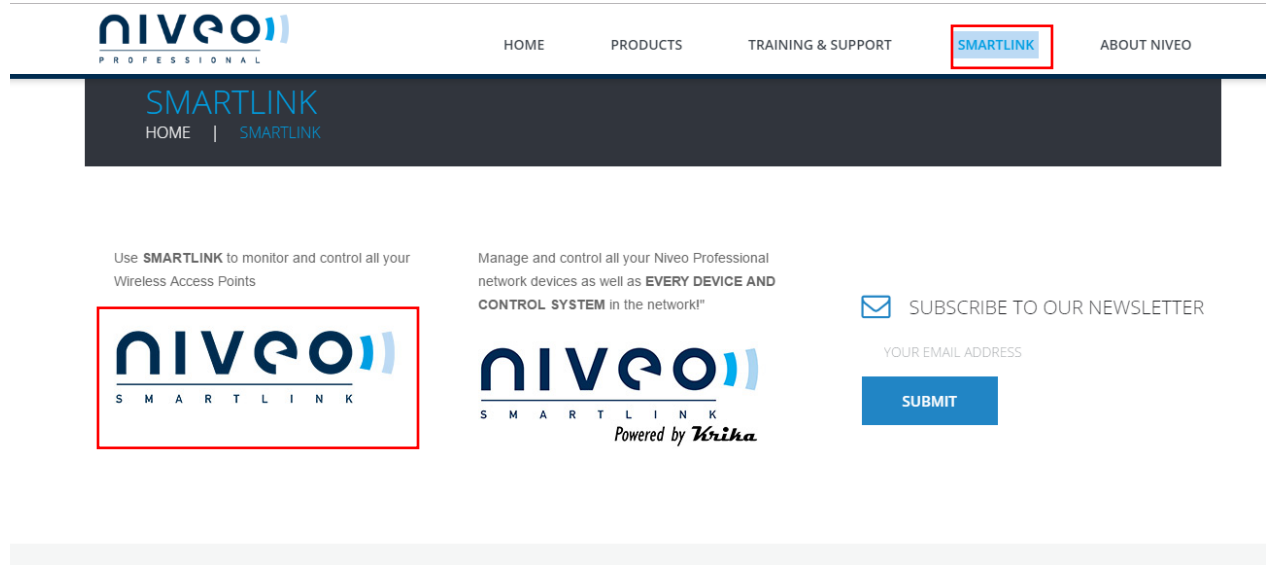 niveo
PROFESSIONAL
HOME PRODUCTS TRAINING & SUPPORT SMARTLINK ABOUT NIVEO
SMARTLINK
HOME | SMARTLINK
Use SMARTLINK to monitor and control all your
Wireless Access Points
niveo
SMARTLINK
Manage and control all your Niveo Professional
network devices as well as EVERY DEVICE AND
CONTROL SYSTEM in the network!"
niveo
SMARTLINK
Powered by Krika
SUBSCRIBE TO OUR NEWSLETTER
YOUR EMAIL ADDRESS
SUBMIT